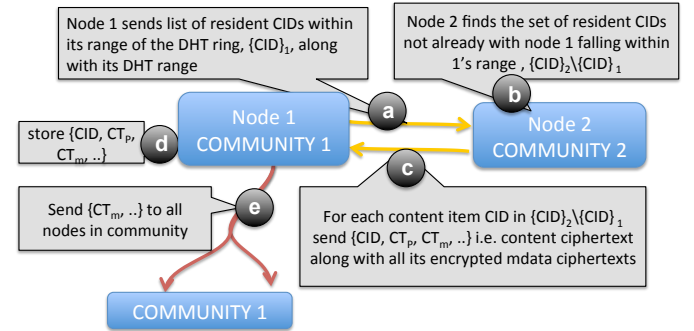 Node 1 sends list of resident CIDs within
its range of the DHT ring, {CID}₁, along
with its DHT range
Node 2 finds the set of resident CIDs
not already with node 1 falling within
1's range , {CID}₂\{CID} ₁
a
b
Node 1
COMMUNITY 1
Node 2
COMMUNITY 2
store {CID, CTₚ,
CTₘ, ..}
d
c
Send {CTₘ, ..} to all
nodes in community
e
For each content item CID in {CID}₂\{CID} ₁
send {CID, CTₚ, CTₘ, ..} i.e. content ciphertext
along with all its encrypted mdata ciphertexts
COMMUNITY 1